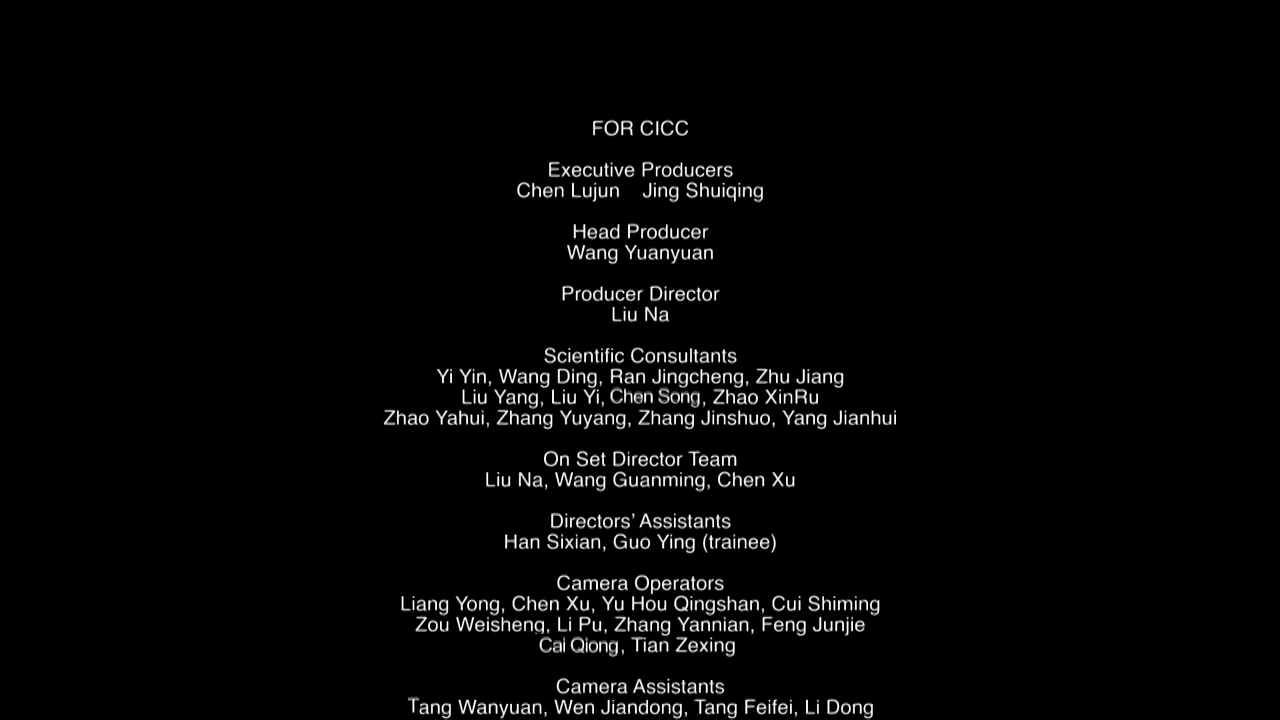 FOR CICC
Executive Producers
Chen Lujun Jing Shuiqing
Head Producer
Wang Yuanyuan
Producer Director
Liu Na
Scientific Consultants
Yi Yin, Wang Ding, Ran Jingcheng, Zhu Jiang
Liu Yang, Liu Yi, Chen Song, Zhao XinRu
Zhao Yahui, Zhang Yuyang, Zhang Jinshuo, Yang Jianhui
On Set Director Team
Liu Na, Wang Guanming, Chen Xu
Directors’ Assistants
Han Sixian, Guo Ying (trainee)
Camera Operators
Liang Yong, Chen Xu, Yu Hou Qingshan, Cui Shiming
Zou Weisheng, Li Pu, Zhang Yannian, Feng Junjie
Cai Qiong, Tian Zexing
Camera Assistants
Tang Wanyuan, Wen Jiandong, Tang Feifei, Li Dong